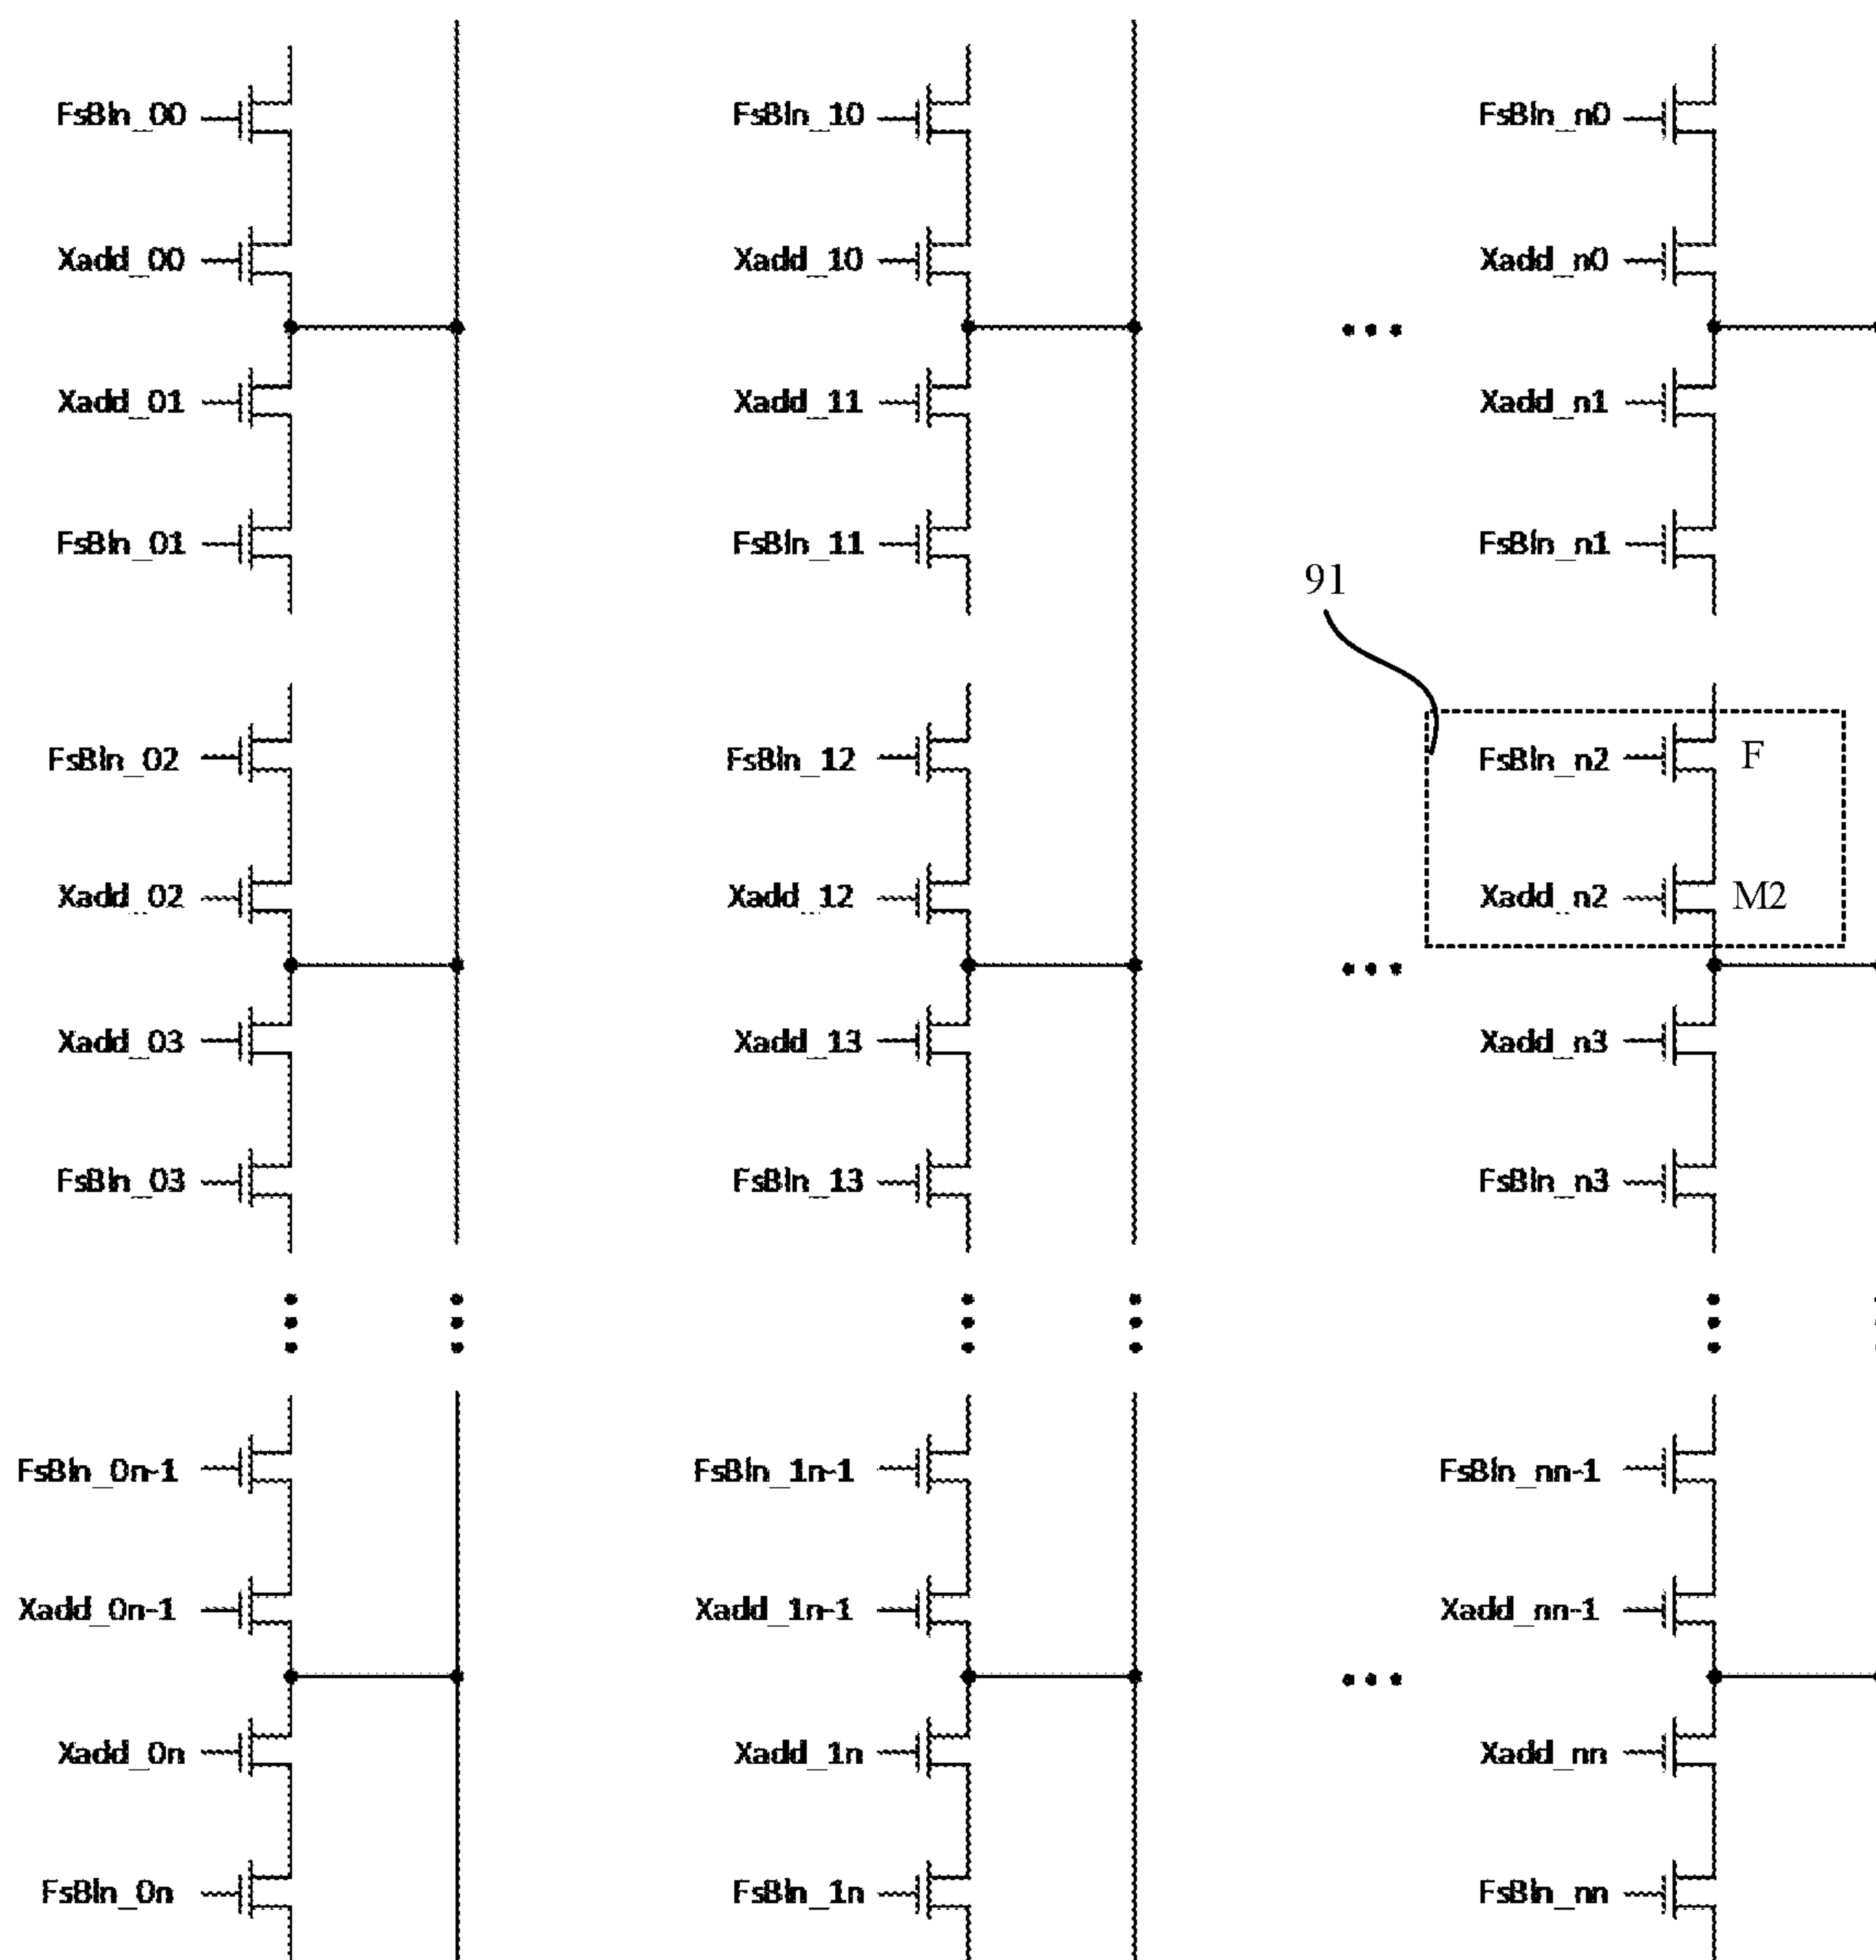 FsBln_00 FsBln_10 FsBln_n0
Xadd_00 Xadd_10 Xadd_n0
Xadd_01 Xadd_11 Xadd_n1
FsBln_01 FsBln_11 FsBln_n1
91
FsBln_02 FsBln_12 FsBln_n2 F
Xadd_02 Xadd_12 Xadd_n2 M2
Xadd_03 Xadd_13 Xadd_n3
FsBln_03 FsBln_13 FsBln_n3
FsBln_0n-1 FsBln_1n-1 FsBln_nn-1
Xadd_0n-1 Xadd_1n-1 Xadd_nn-1
Xadd_0n Xadd_1n Xadd_nn
FsBln_0n FsBln_1n FsBln_nn